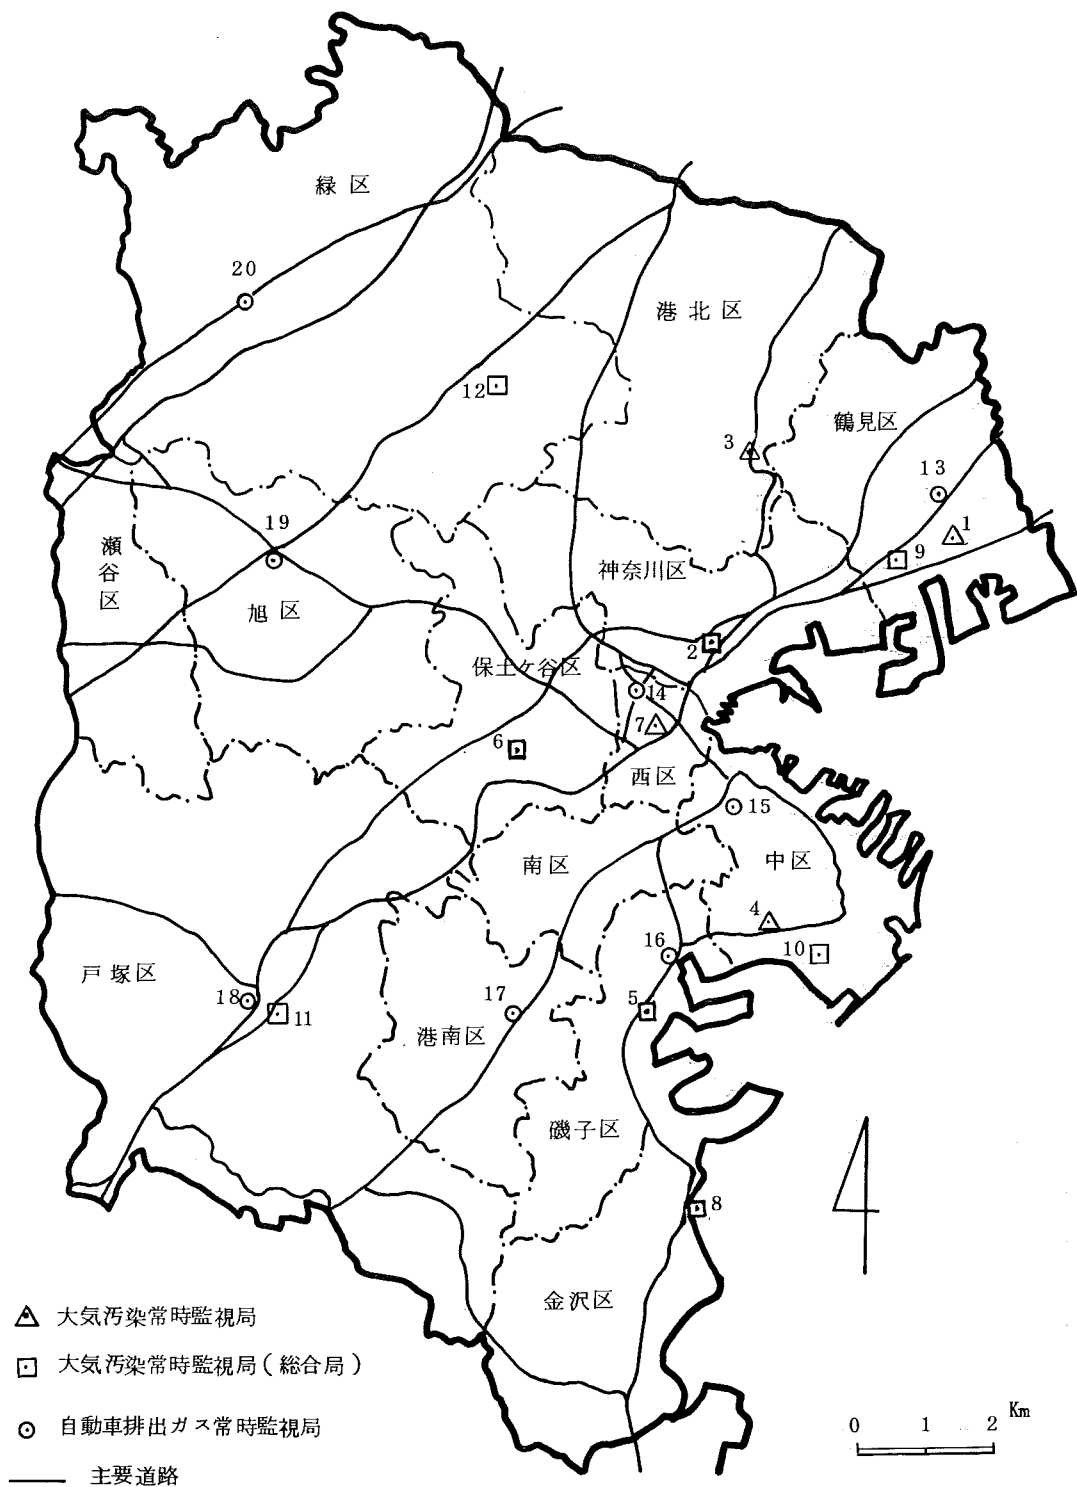 緑区
20
港北区
12
3
鶴見区
13
1
9
19
瀬谷区
旭区
神奈川区
2
保土ヶ谷区
14
7
6
西区
15
南区
中区
4
10
16
戸塚区
18
11
17
港南区
5
磯子区
8
金沢区
大気汚染常時監視局
大気汚染常時監視局(総合局)
自動車排出ガス常時監視局
主要道路
0 1 2 Km